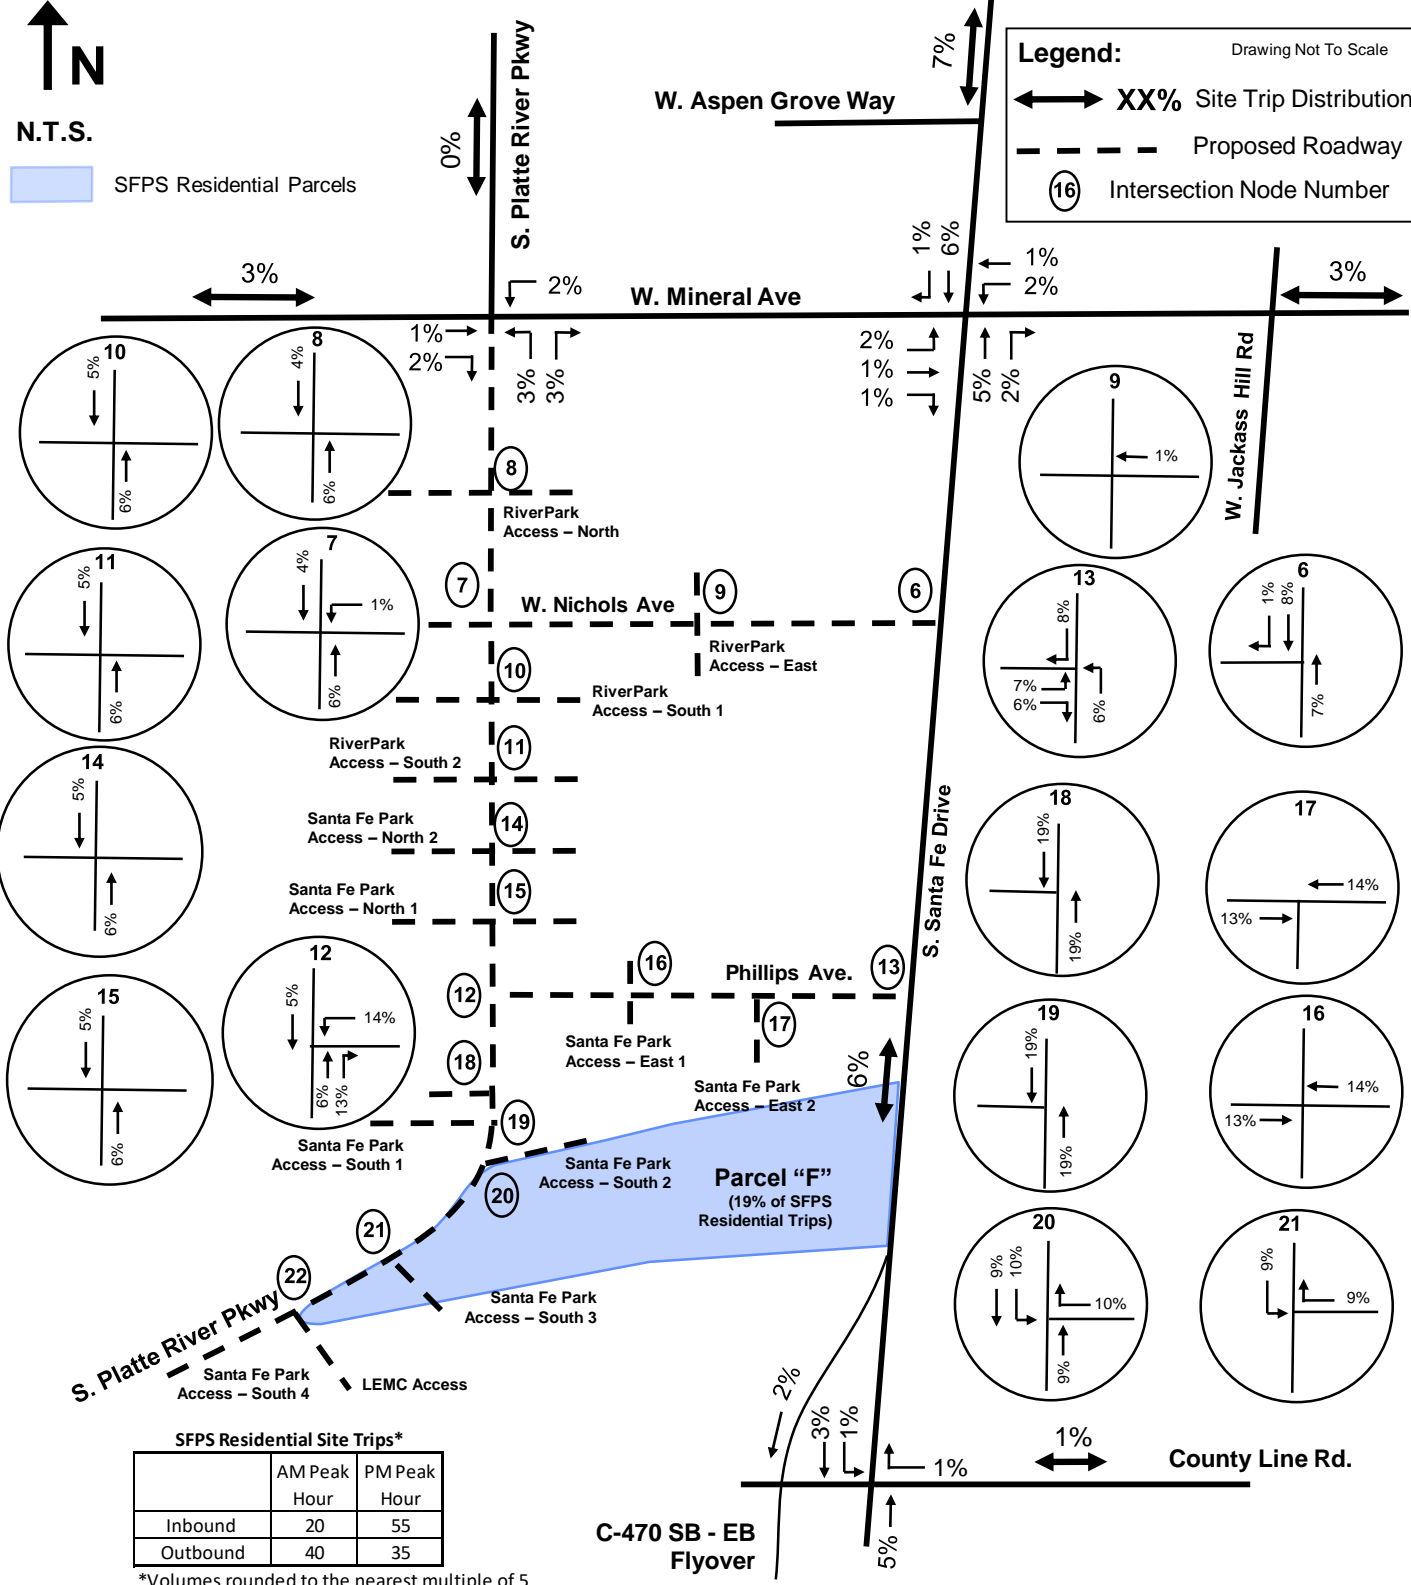 N
N.T.S.
SFPS Residential Parcels
0%
S. Platte River Pkwy
7%
W. Aspen Grove Way
Legend:
Drawing Not To Scale
XX% Site Trip Distribution
Proposed Roadway
16 Intersection Node Number
3%
2%
W. Mineral Ave
1%
6%
1%
2%
3%
1%
2%
3%
3%
2%
1%
1%
5%
2%
W. Jackass Hill Rd
10
5%
6%
8
4%
6%
9
1%
8
RiverPark
Access – North
11
5%
6%
7
4%
1%
6%
7
W. Nichols Ave
9
6
RiverPark
Access – East
13
8%
7%
6%
6%
6
1%
8%
7%
10
RiverPark
Access – South 1
RiverPark
Access – South 2
11
14
5%
6%
Santa Fe Park
Access – North 2
14
S. Santa Fe Drive
18
19%
19%
17
14%
13%
Santa Fe Park
Access – North 1
15
12
5%
14%
6%
13%
12
16
Phillips Ave.
13
15
5%
6%
17
Santa Fe Park
Access – East 1
18
6%
19
19%
19%
16
14%
13%
Santa Fe Park
Access – East 2
19
Santa Fe Park
Access – South 1
Santa Fe Park
Access – South 2
Parcel “F”
(19% of SFPS
Residential Trips)
20
21
22
20
9%
10%
10%
9%
21
9%
9%
Santa Fe Park
Access – South 3
S. Platte River Pkwy
Santa Fe Park
Access – South 4
LEMC Access
2%
3%
1%
1%
1%
County Line Rd.
5%
C-470 SB - EB
Flyover
SFPS Residential Site Trips*
AM Peak Hour PM Peak Hour
Inbound 20 55
Outbound 40 35
*Volumes rounded to the nearest multiple of 5